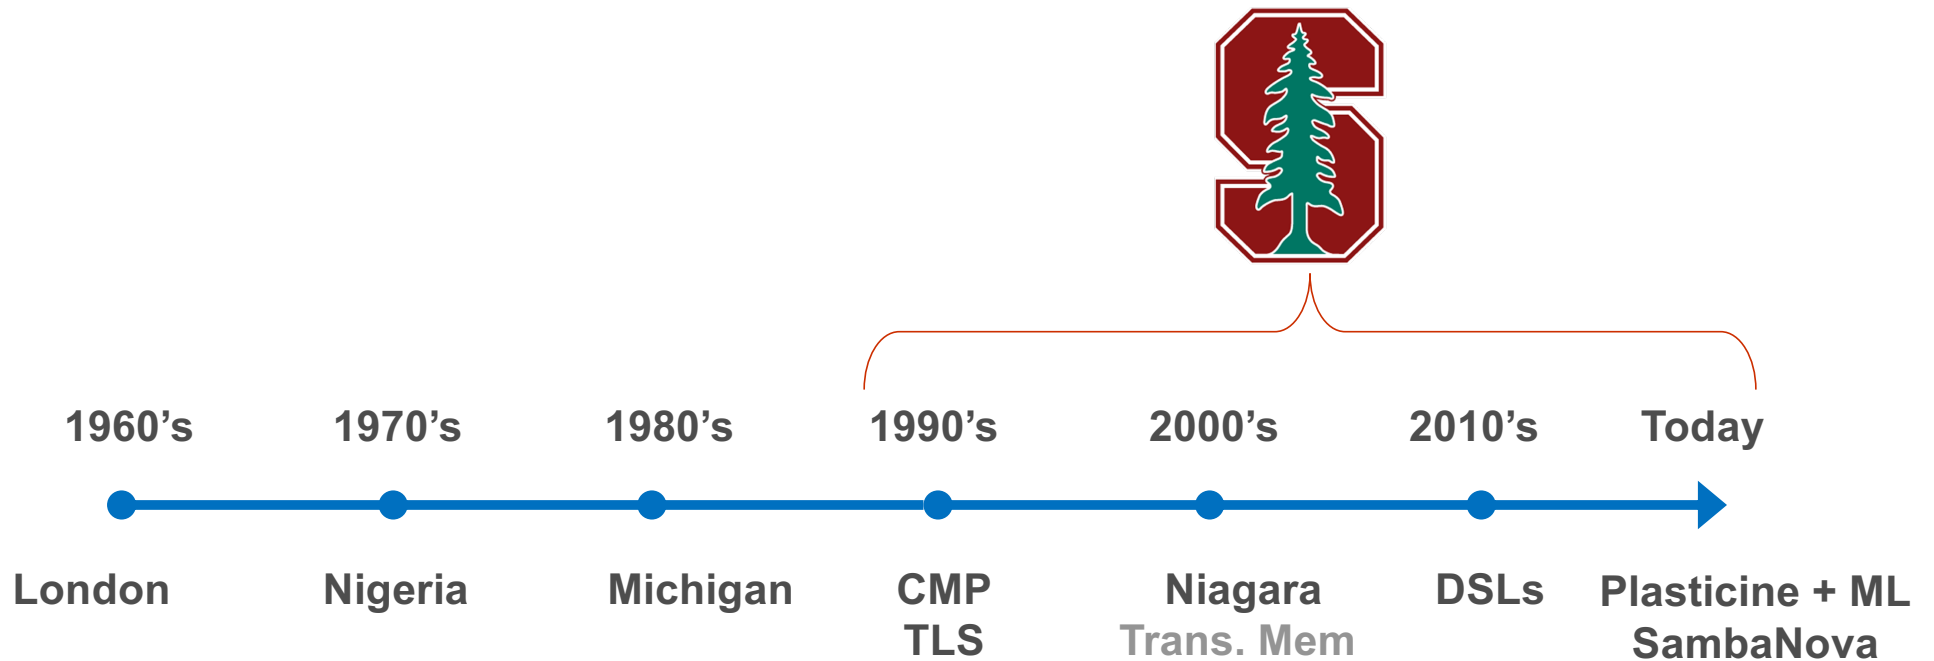 1960’s 1970’s 1980’s 1990’s 2000’s 2010’s Today
London Nigeria Michigan CMP Niagara DSLs Plasticine + ML
TLS Trans. Mem SambaNova